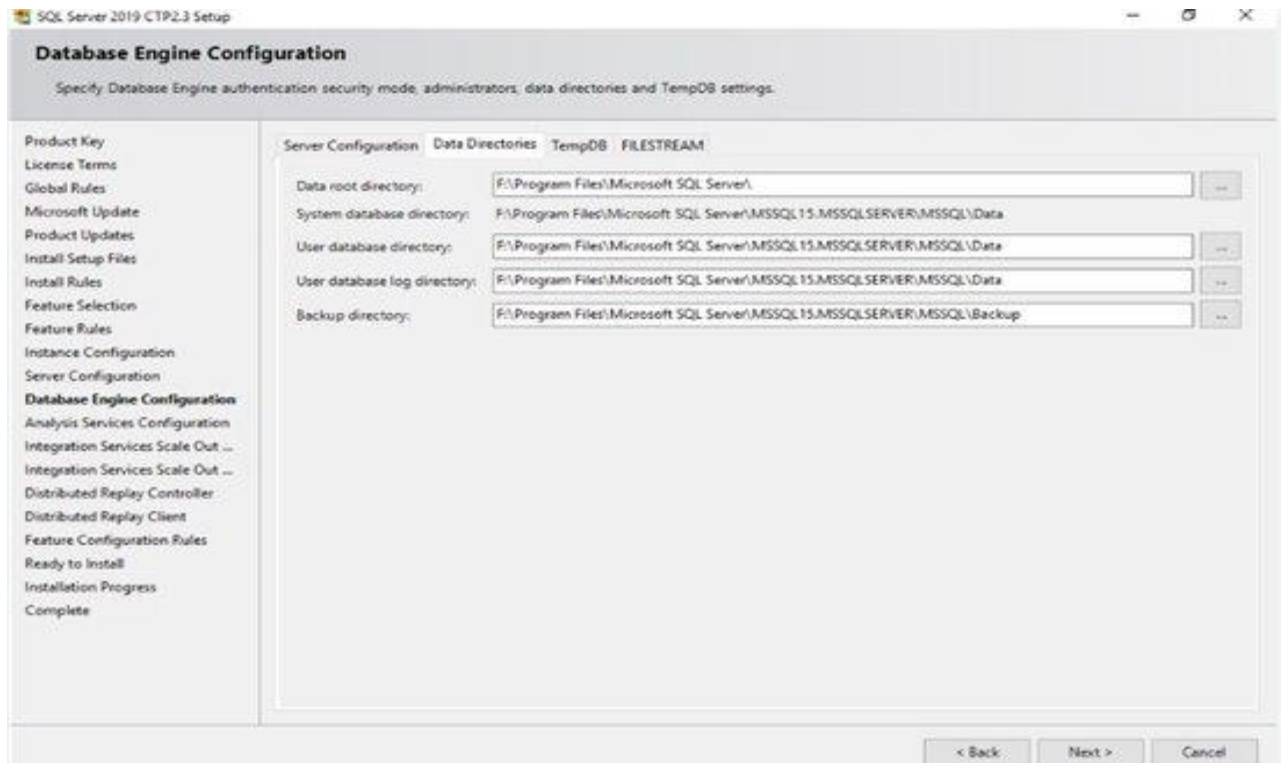 SQL Server 2019 CTP2.3 Setup
Database Engine Configuration
Specify Database Engine authentication security mode, administrators, data directories and TempDB settings.
Product Key
License Terms
Global Rules
Microsoft Update
Product Updates
Install Setup Files
Install Rules
Feature Selection
Feature Rules
Instance Configuration
Server Configuration
Database Engine Configuration
Analysis Services Configuration
Integration Services Scale Out ...
Integration Services Scale Out ...
Distributed Replay Controller
Distributed Replay Client
Feature Configuration Rules
Ready to Install
Installation Progress
Complete
Server Configuration Data Directories TempDB FILESTREAM
Data root directory: F:\Program Files\Microsoft SQL Server\ ...
System database directory: F:\Program Files\Microsoft SQL Server\MSSQL15.MSSQLSERVER\MSSQL\Data
User database directory: F:\Program Files\Microsoft SQL Server\MSSQL15.MSSQLSERVER\MSSQL\Data ...
User database log directory: F:\Program Files\Microsoft SQL Server\MSSQL15.MSSQLSERVER\MSSQL\Data ...
Backup directory: F:\Program Files\Microsoft SQL Server\MSSQL15.MSSQLSERVER\MSSQL\Backup ...
< Back Next > Cancel